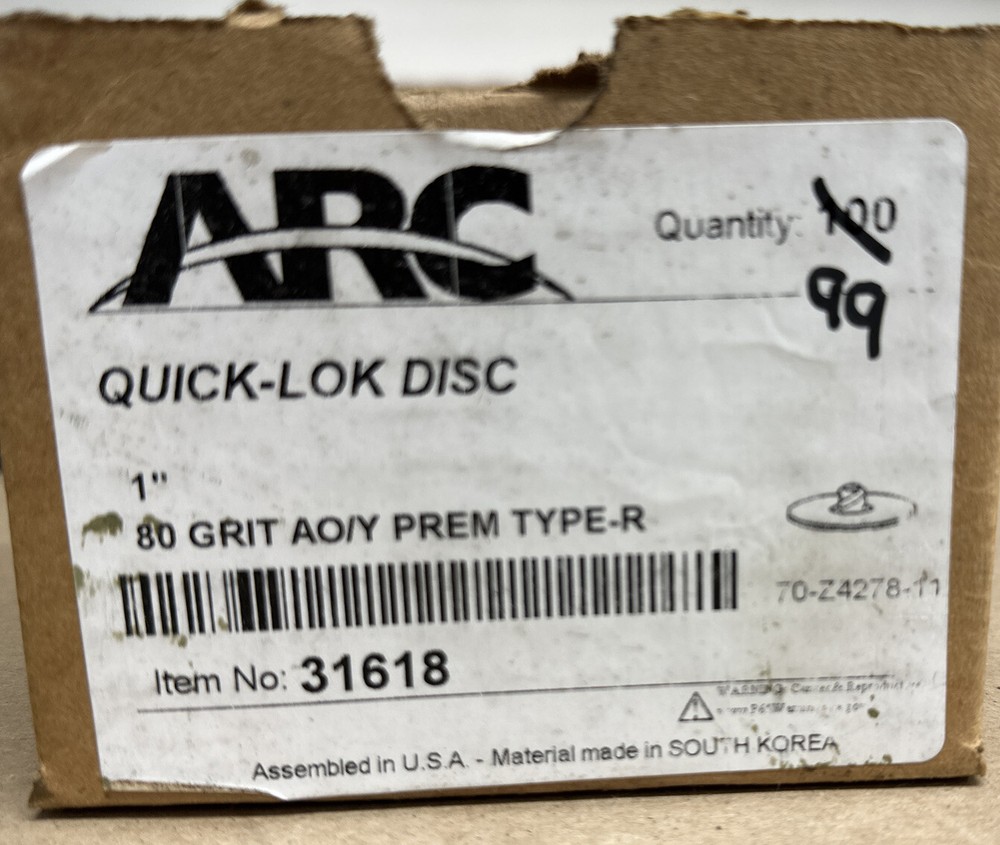 ARC
Quantity: 100
99
QUICK-LOK DISC
1"
80 GRIT AO/Y PREM TYPE-R
70-Z4278-11
Item No: 31618
WARNING:
Assembled in U.S.A. - Material made in SOUTH KOREA